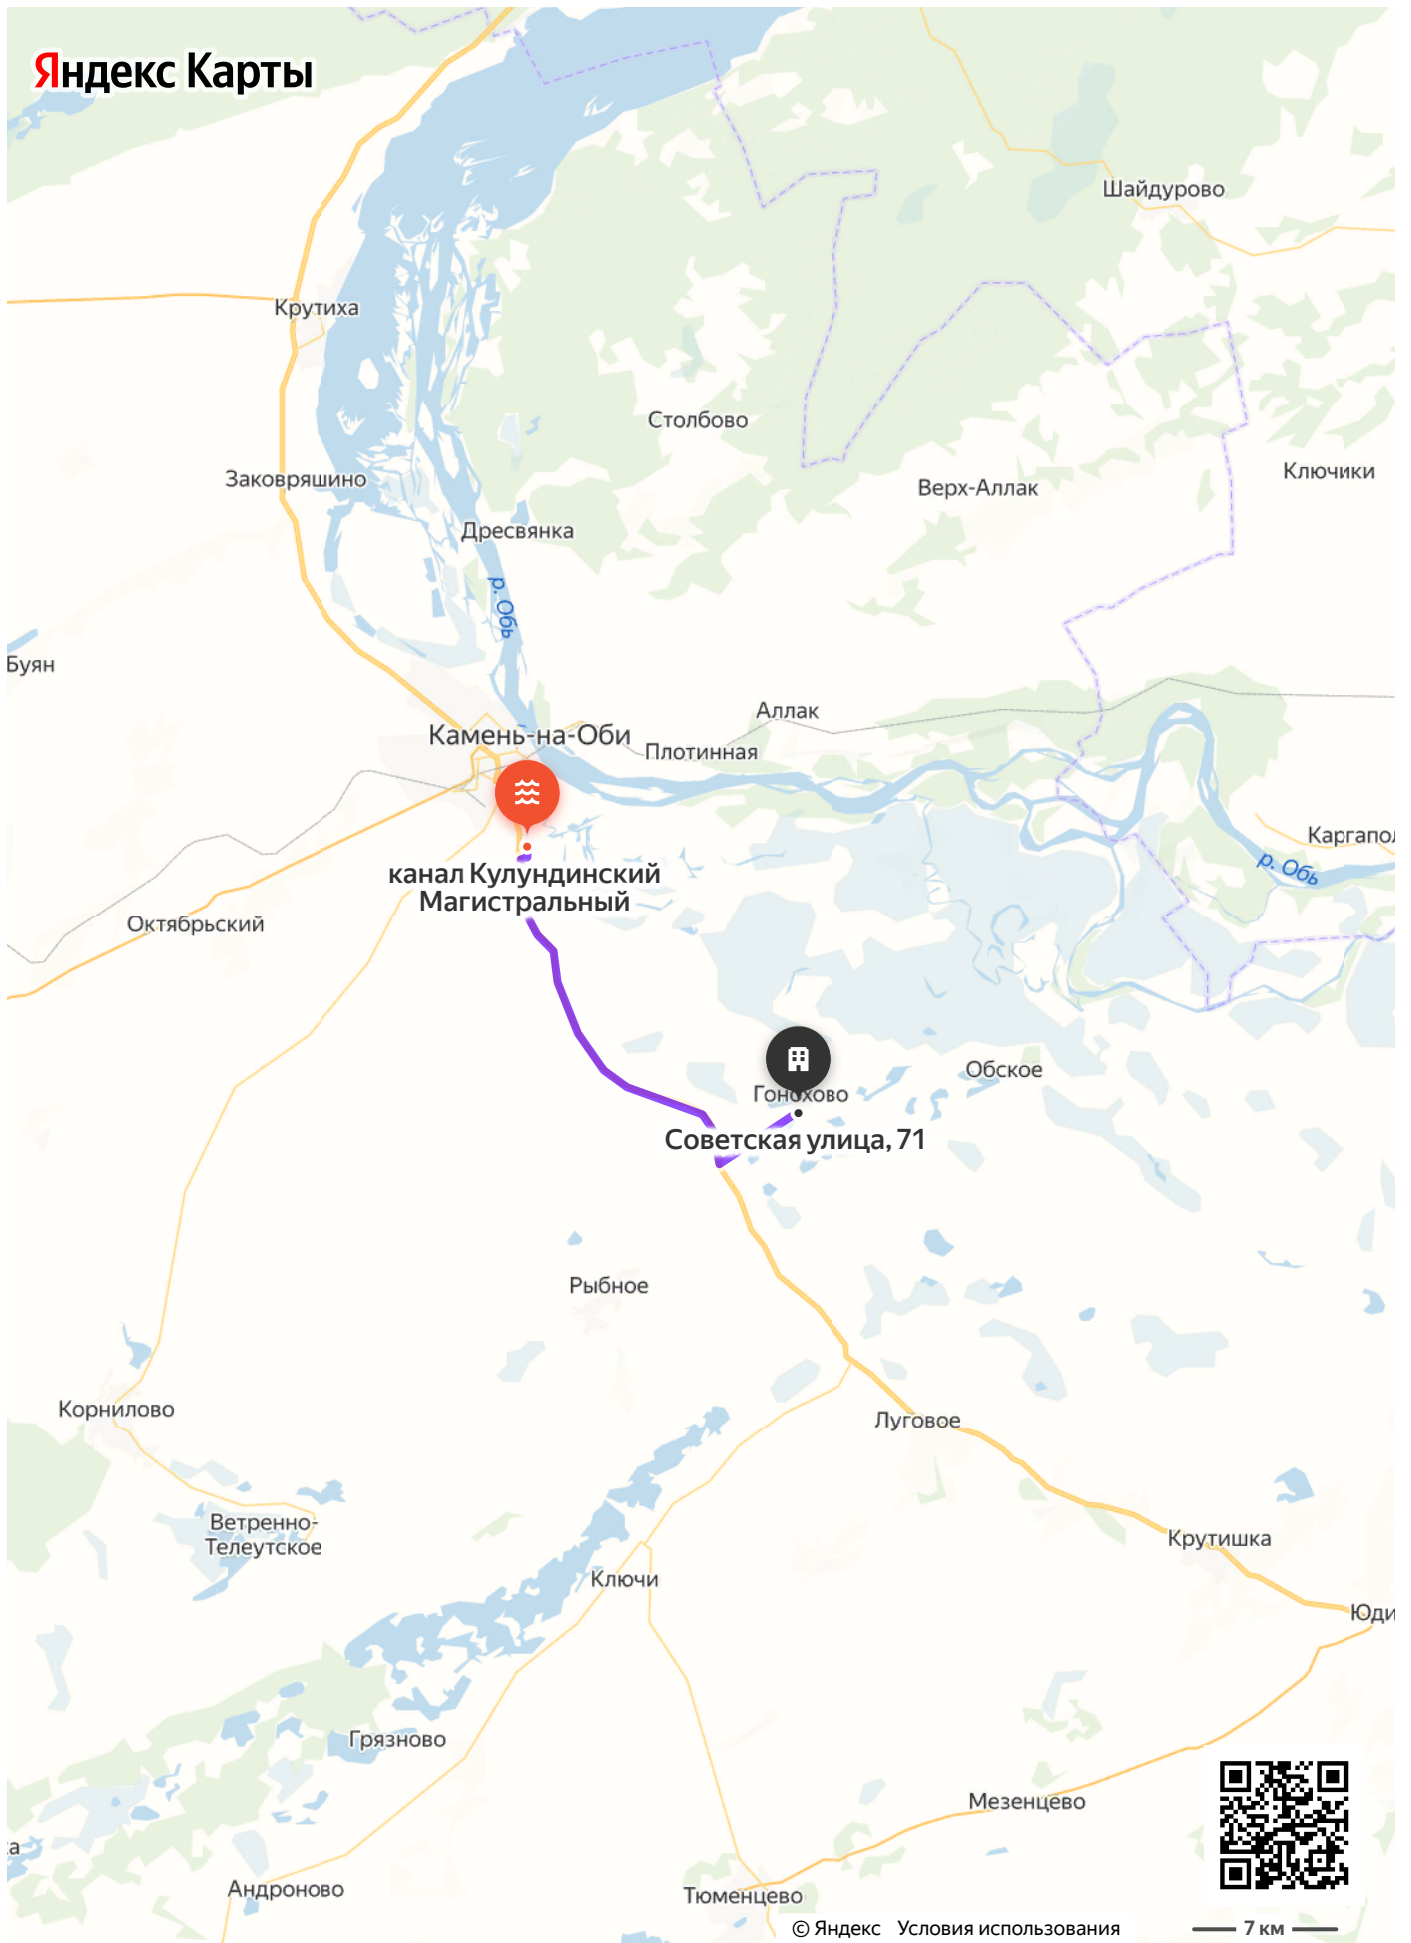 Яндекс Карты
Шайдурово
Крутиха
Столбово
Заковряшино
Ключики
Верх-Аллак
Дресвянка
р. Обь
Буян
Аллак
Камень-на-Оби
Плотинная
Каргапол
р. Обь
канал Кулундинский
Магистральный
Октябрьский
Обское
Гонохово
Советская улица, 71
Рыбное
Корнилово
Луговое
Ветренно-
Телеутское
Крутишка
Ключи
Юди
Грязново
Мезенцево
ка
Андроново
Тюменцево
© Яндекс Условия использования
7 км